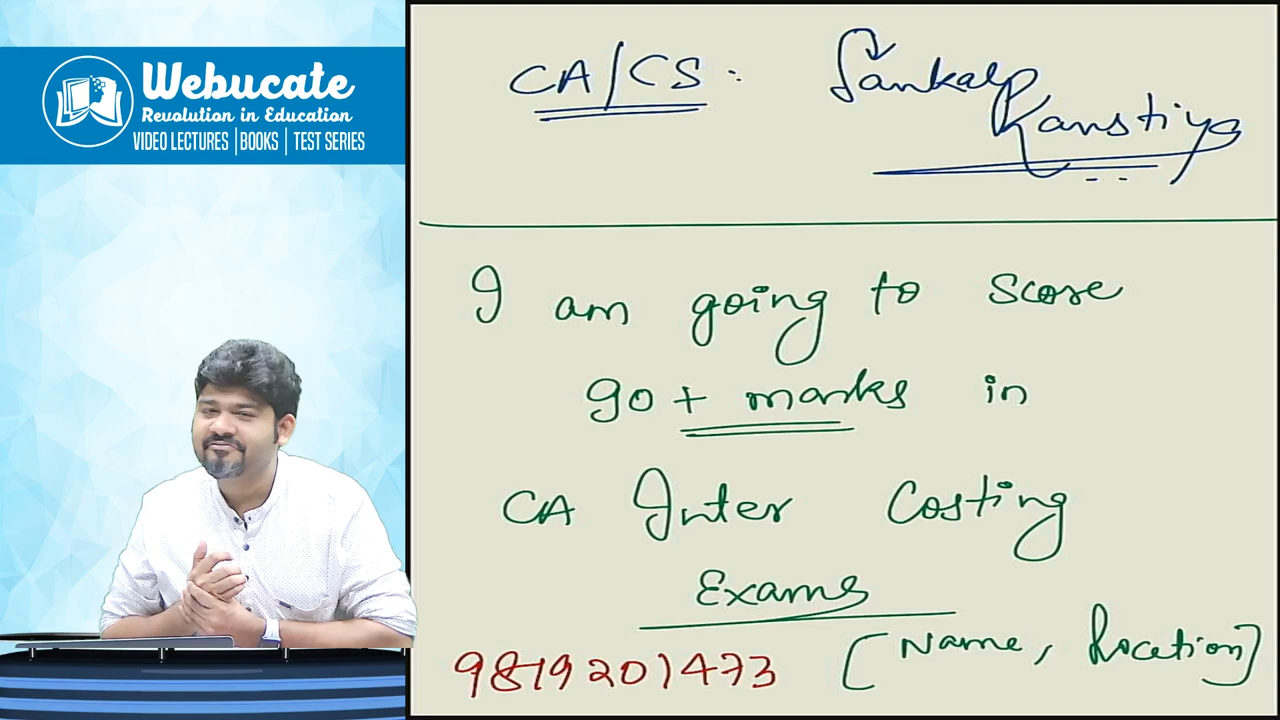 Webucate
Revolution in Education
VIDEO LECTURES | BOOKS | TEST SERIES
CA/CS : Sankalp
Kanstiya
I am going to score
90+ marks in
CA Inter Costing
Exams
[Name, Location]
9819201473